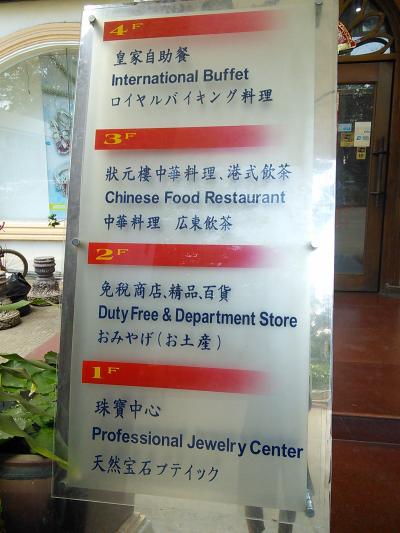 4F
皇家自助餐
International Buffet
ロイヤルバイキング料理
3F
狀元樓中華料理、港式飲茶
Chinese Food Restaurant
中華料理 広東飲茶
2F
免稅商店、精品、百貨
Duty Free & Department Store
おみやげ(お土産)
1F
珠寶中心
Professional Jewelry Center
天然宝石ブティック